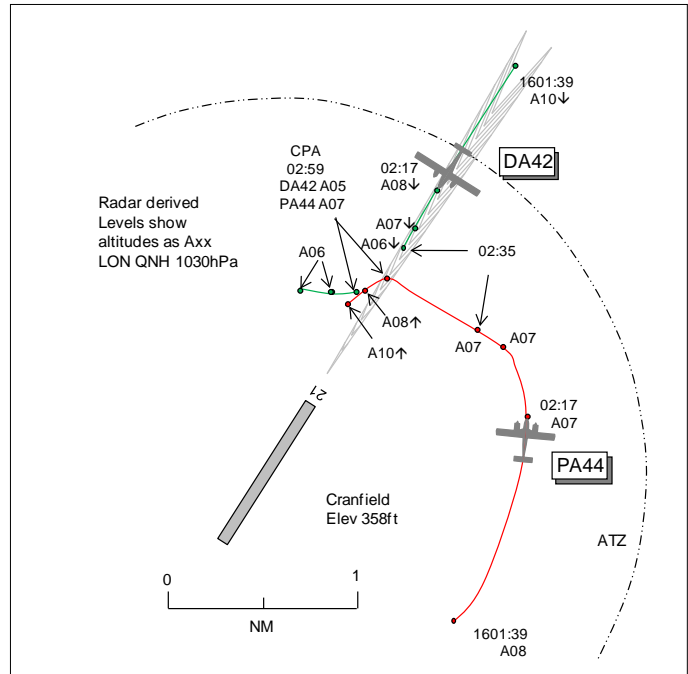 1601:39
A10↓
DA42
CPA
02:59
DA42 A05
PA44 A07
02:17
A08↓
Radar derived
Levels show
altitudes as Axx
LON QNH 1030hPa
A07↓
A06↓
02:35
A06
A08↑
A10↑
A07
A07
21
02:17
A07
PA44
Cranfield
Elev 358ft
ATZ
0
1
NM
1601:39
A08